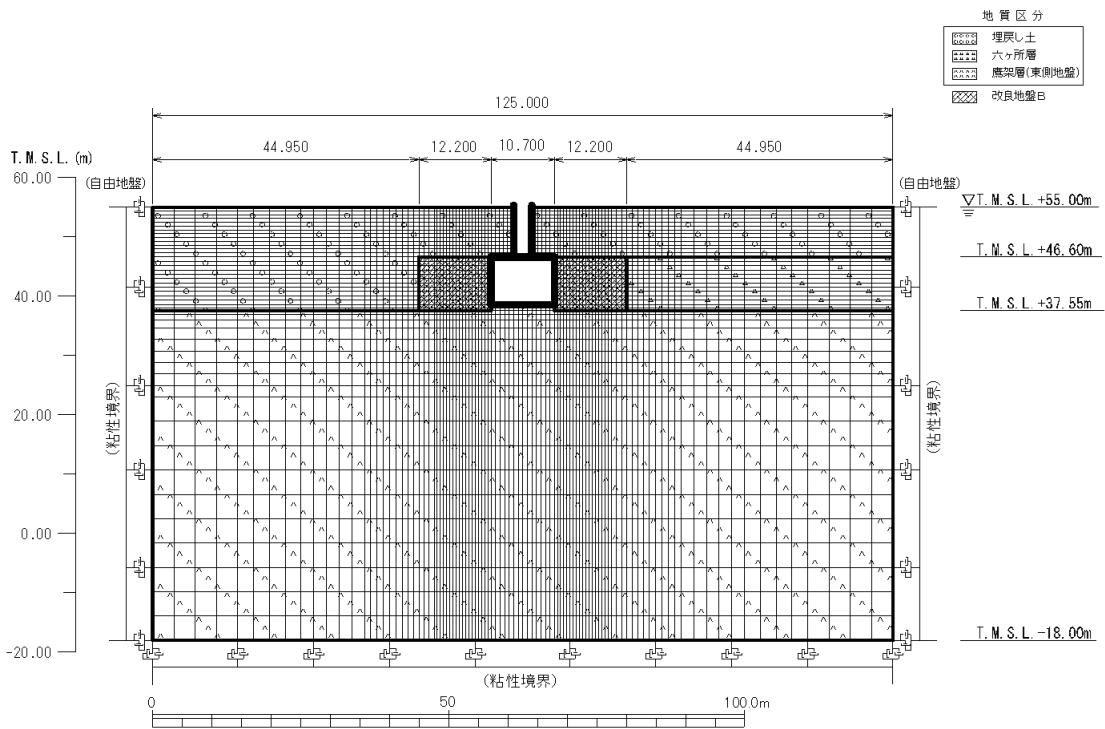 地質区分
埋戻し土
六ヶ所層
鷹架層(東側地盤)
改良地盤B
125.000
44.950 12.200 10.700 12.200 44.950
T.M.S.L.(m)
60.00
(自由地盤) (自由地盤)
T.M.S.L.+55.00m
T.M.S.L.+46.60m
40.00
T.M.S.L.+37.55m
20.00
(粘性境界) (粘性境界)
0.00
T.M.S.L.-18.00m
-20.00
(粘性境界)
0 50 100.0m